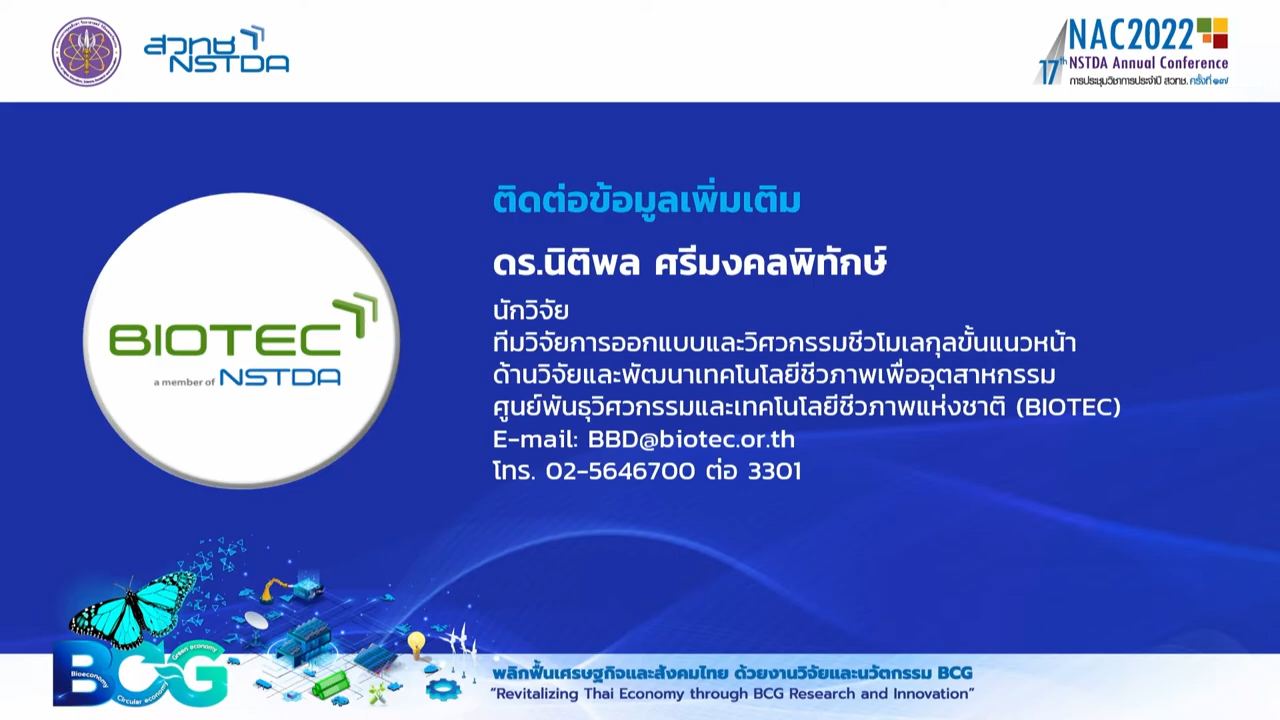 สวทช
NSTDA
NAC2022
17th NSTDA Annual Conference
การประชุมวิชาการประจำปี สวทช. ครั้งที่ ๑๗
ติดต่อข้อมูลเพิ่มเติม
ดร.นิติพล ศรีมงคลพิทักษ์
นักวิจัย
ทีมวิจัยการออกแบบและวิศวกรรมชีวโมเลกุลขั้นแนวหน้า
ด้านวิจัยและพัฒนาเทคโนโลยีชีวภาพเพื่ออุตสาหกรรม
ศูนย์พันธุวิศวกรรมและเทคโนโลยีชีวภาพแห่งชาติ (BIOTEC)
E-mail: BBD@biotec.or.th
โทร. 02-5646700 ต่อ 3301
BIOTEC
a member of NSTDA
BCG
Bioeconomy
Circular economy
Green economy
พลิกฟื้นเศรษฐกิจและสังคมไทย ด้วยงานวิจัยและนวัตกรรม BCG
“Revitalizing Thai Economy through BCG Research and Innovation”